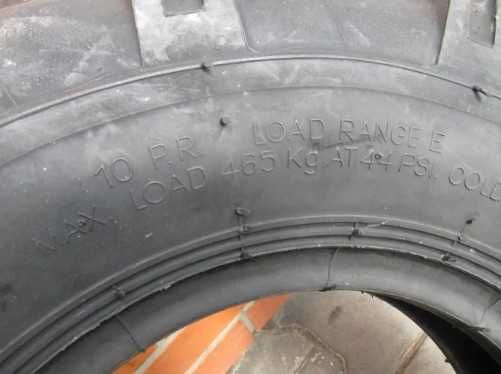 10 P.R. LOAD RANGE E
MAX. LOAD 465 Kg AT 44 PSI. COLD